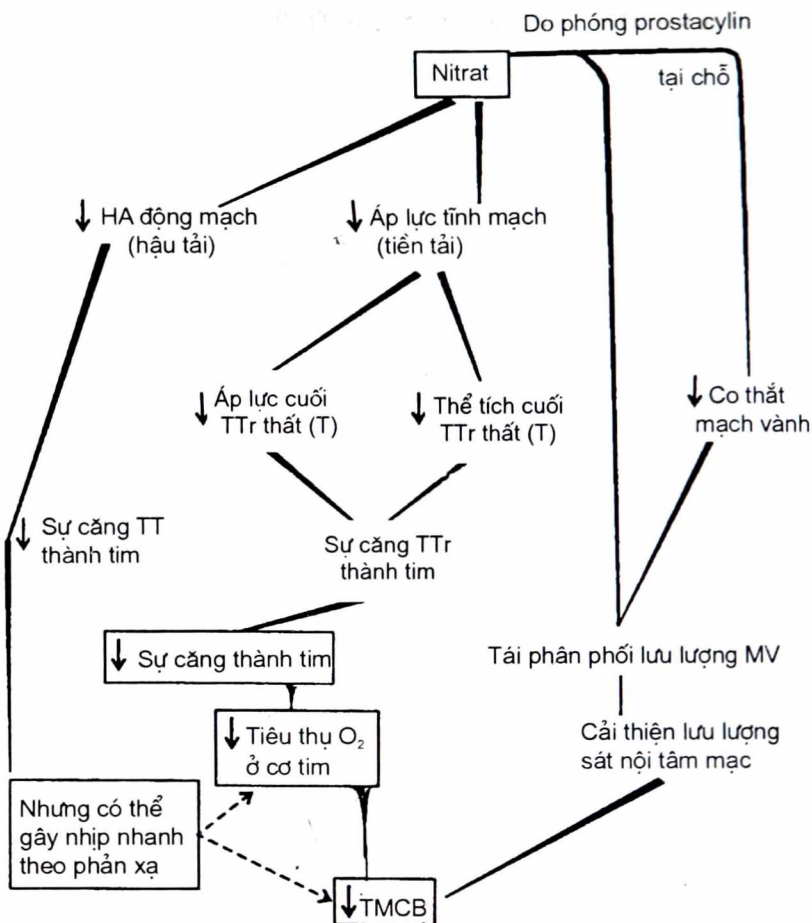 Do phóng prostacylin
tại chỗ
Nitrat
↓ HA động mạch
(hậu tải)
↓ Áp lực tĩnh mạch
(tiền tải)
↓ Áp lực cuối
TTr thất (T)
↓ Thể tích cuối
TTr thất (T)
↓ Co thắt
mạch vành
↓ Sự căng TT
thành tim
Sự căng TTr
thành tim
↓ Sự căng thành tim
Tái phân phối lưu lượng MV
↓ Tiêu thụ O₂
ở cơ tim
Cải thiện lưu lượng
sát nội tâm mạc
Nhưng có thể
gây nhịp nhanh
theo phản xạ
↓ TMCB